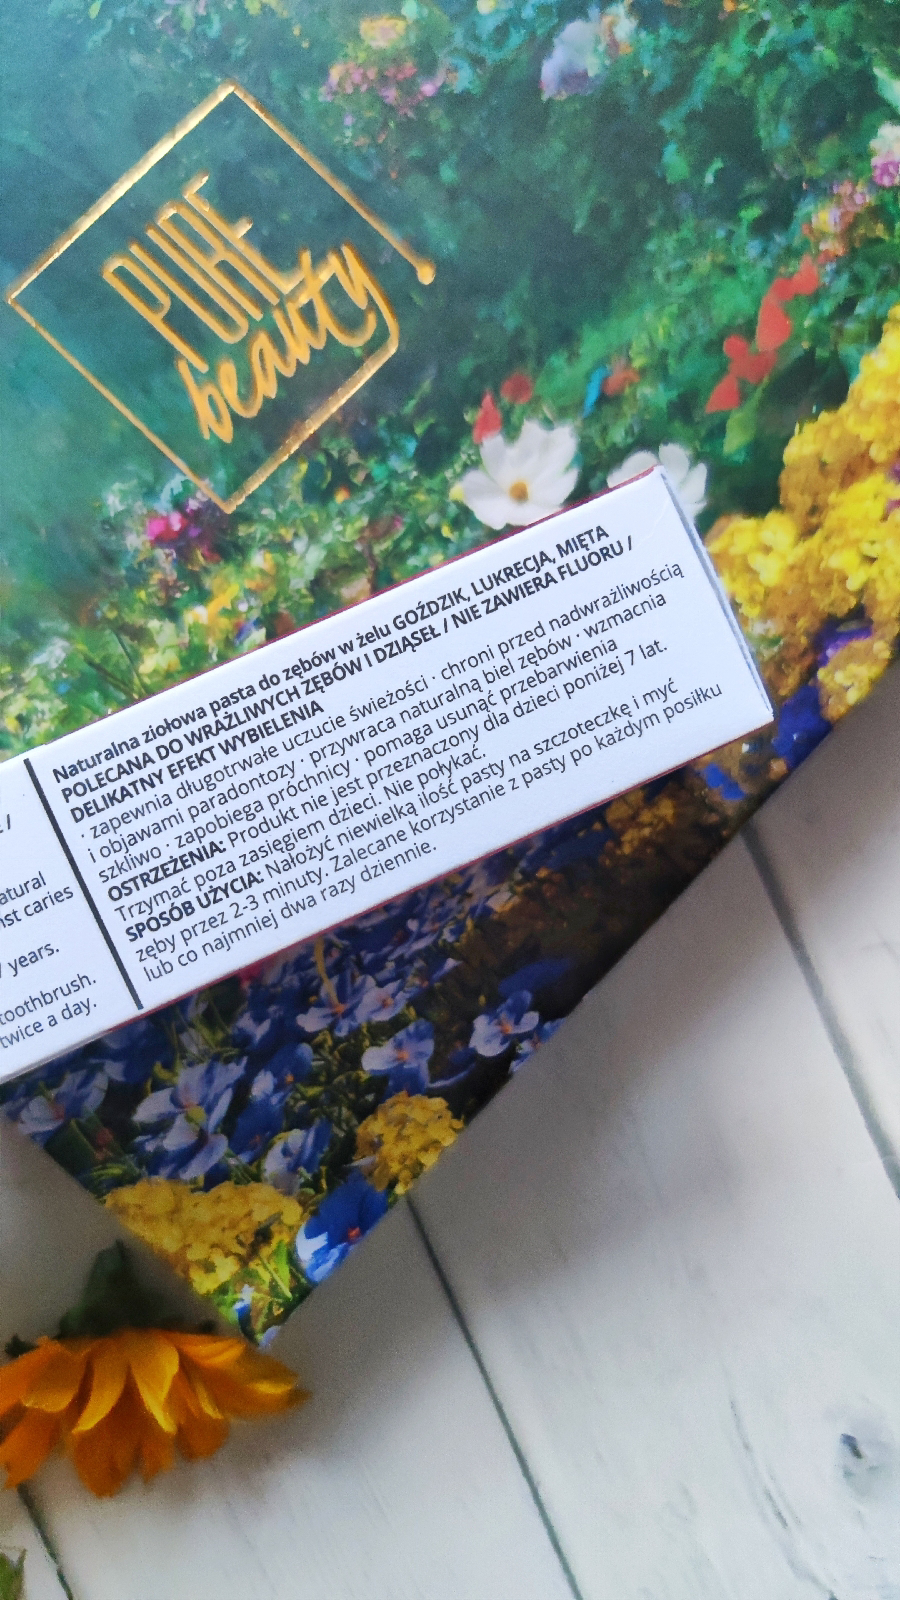 PURE
beauty
Naturalna ziołowa pasta do zębów w żelu GOŹDZIK, LUKRECJA, MIĘTA
POLECANA DO WRAŻLIWYCH ZĘBÓW I DZIĄSEŁ / NIE ZAWIERA FLUORU /
DELIKATNY EFEKT WYBIELENIA
· zapewnia długotrwałe uczucie świeżości · chroni przed nadwrażliwością
i objawami paradontozy · przywraca naturalną biel zębów · wzmacnia
szkliwo · zapobiega próchnicy · pomaga usunąć przebarwienia
OSTRZEŻENIA: Produkt nie jest przeznaczony dla dzieci poniżej 7 lat.
Trzymać poza zasięgiem dzieci. Nie połykać.
SPOSÓB UŻYCIA: Nałożyć niewielką ilość pasty na szczoteczkę i myć
zęby przez 2-3 minuty. Zalecane korzystanie z pasty po każdym posiłku
lub co najmniej dwa razy dziennie.
/
caries
years.
toothbrush.
twice a day.